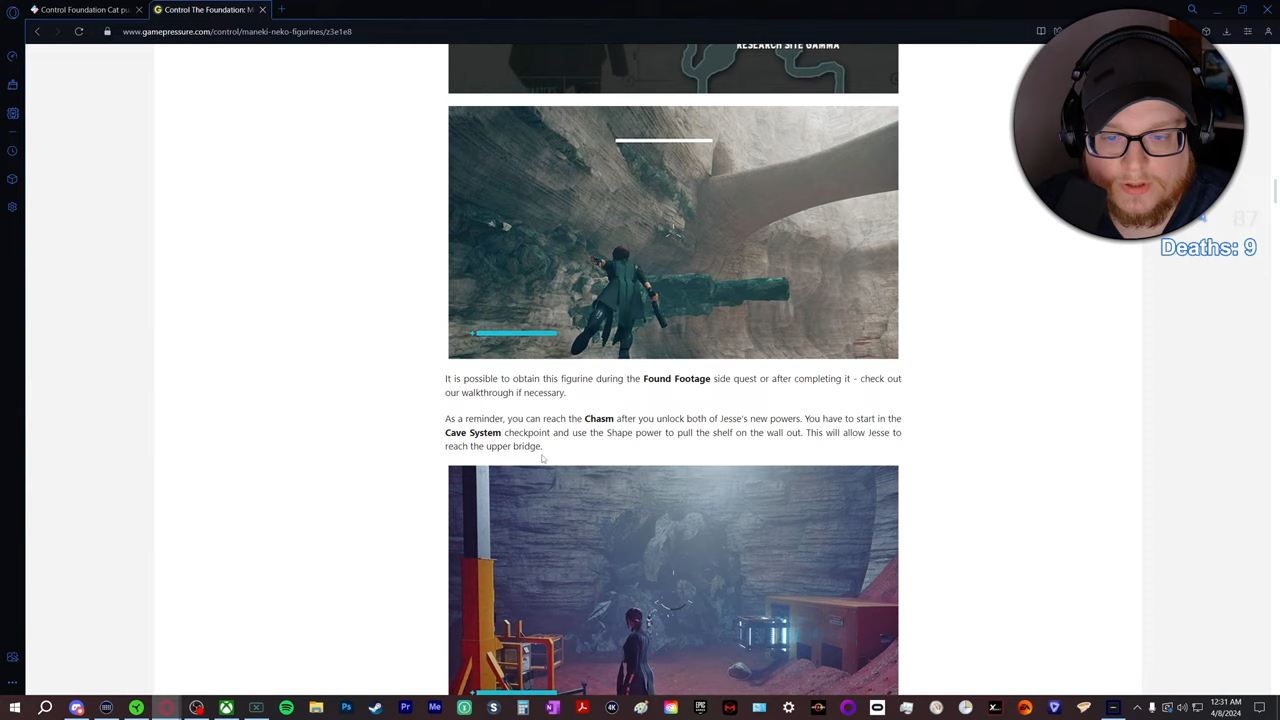 Control Foundation Cat pu
Control The Foundation: M
www.gamepressure.com/control/maneki-neko-figurines/z3e1e8
RESEARCH SITE GAMMA
87
Deaths: 9
It is possible to obtain this figurine during the Found Footage side quest or after completing it - check out
our walkthrough if necessary.
As a reminder, you can reach the Chasm after you unlock both of Jesse's new powers. You have to start in the
Cave System checkpoint and use the Shape power to pull the shelf on the wall out. This will allow Jesse to
reach the upper bridge.
12:31 AM
4/8/2024